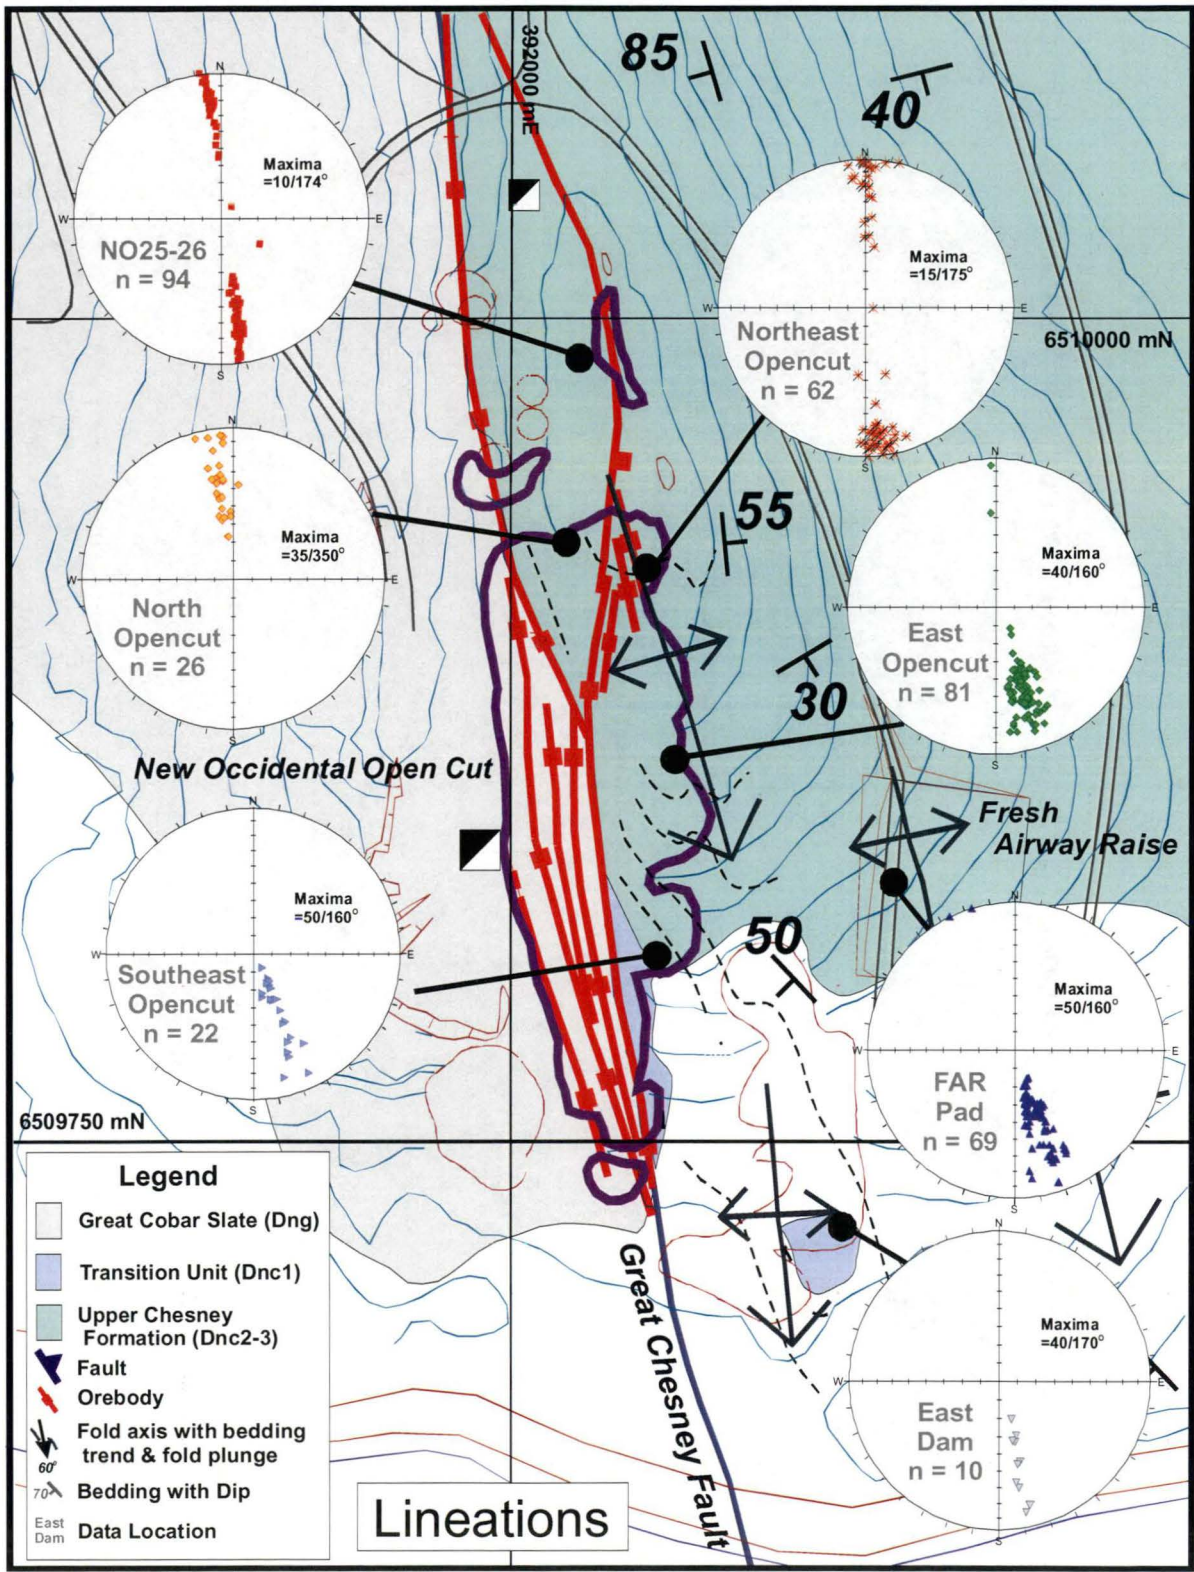 392000 mE
85
40
N
Maxima
=10/174°
W
E
NO25-26
n = 94
S
N
Maxima
=15/175°
W
E
Northeast
Opencut
n = 62
S
6510000 mN
N
Maxima
=35/350°
W
E
North
Opencut
n = 26
S
55
N
Maxima
=40/160°
W
E
East
Opencut
n = 81
S
30
New Occidental Open Cut
Fresh
Airway Raise
N
Maxima
=50/160°
W
E
Southeast
Opencut
n = 22
S
50
N
Maxima
=50/160°
W
E
FAR
Pad
n = 69
S
6509750 mN
Legend
Great Cobar Slate (Dng)
Transition Unit (Dnc1)
Upper Chesney
Formation (Dnc2-3)
Fault
Orebody
Fold axis with bedding
trend & fold plunge
60°
70
Bedding with Dip
East
Dam
Data Location
Great Chesney Fault
N
Maxima
=40/170°
W
E
East
Dam
n = 10
S
Lineations